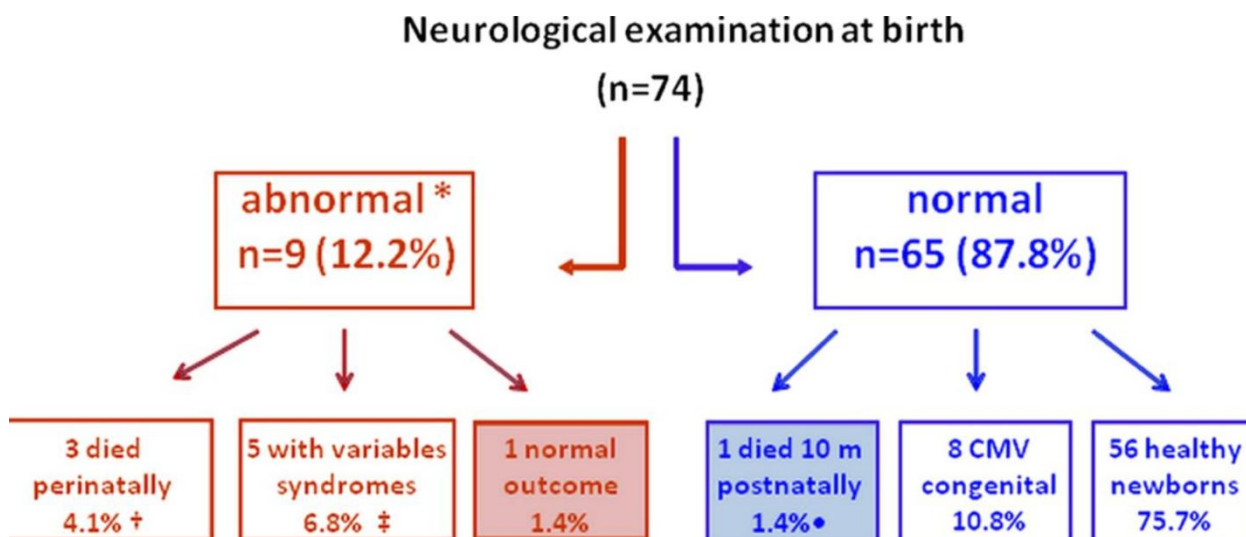 Neurological examination at birth
(n=74)
abnormal *
n=9 (12.2%)
normal
n=65 (87.8%)
3 died
perinatally
4.1% †
5 with variables
syndromes
6.8% ‡
1 normal
outcome
1.4%
1 died 10 m
postnatally
1.4%•
8 CMV
congenital
10.8%
56 healthy
newborns
75.7%